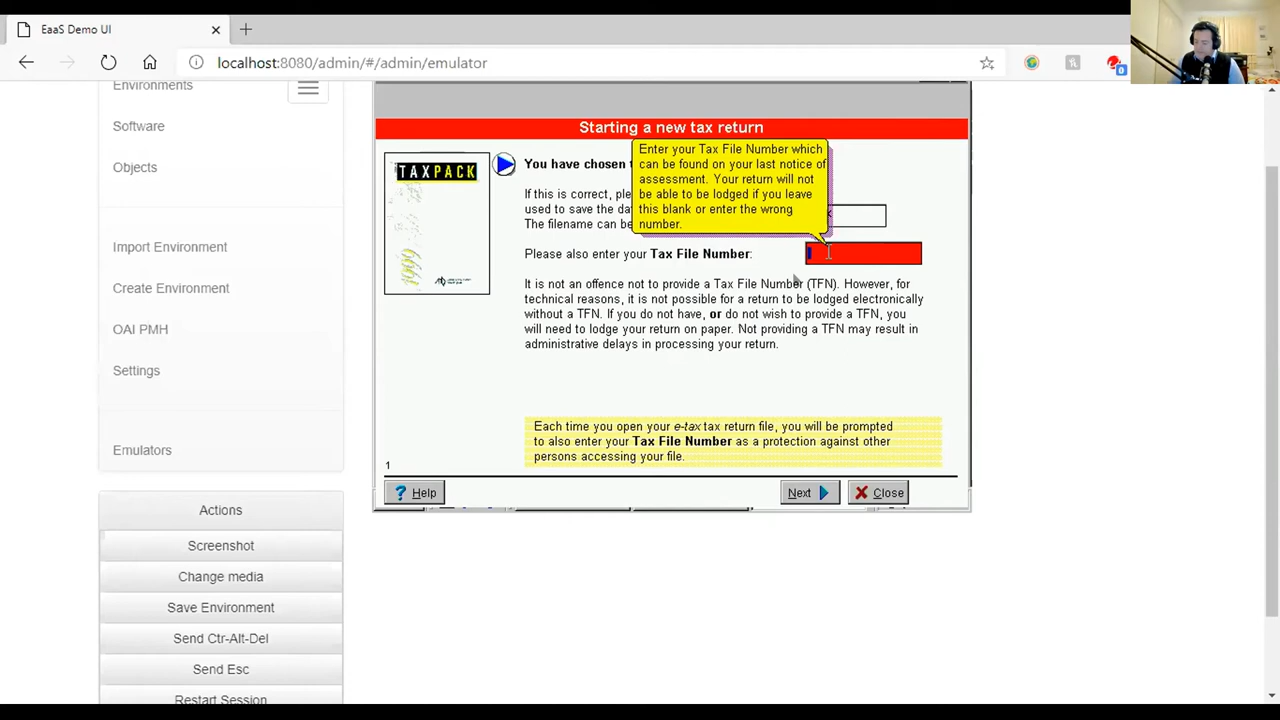 EaaS Demo UI
localhost:8080/admin/#/admin/emulator
0
Environments
Software
Objects
Import Environment
Create Environment
OAI PMH
Settings
Emulators
Actions
Screenshot
Change media
Save Environment
Send Ctr-Alt-Del
Send Esc
Restart Session
Starting a new tax return
TAXPACK
You have chosen
If this is correct,
used to save the
The filename can be
Enter your Tax File Number which
can be found on your last notice of
assessment. Your return will not
be able to be lodged if you leave
this blank or enter the wrong
number.
Please also enter your Tax File Number:
It is not an offence not to provide a Tax File Number (TFN). However, for
technical reasons, it is not possible for a return to be lodged electronically
without a TFN. If you do not have, or do not wish to provide a TFN, you
will need to lodge your return on paper. Not providing a TFN may result in
administrative delays in processing your return.
Each time you open your e-tax tax return file, you will be prompted
to also enter your Tax File Number as a protection against other
persons accessing your file.
1
? Help
Next
Close